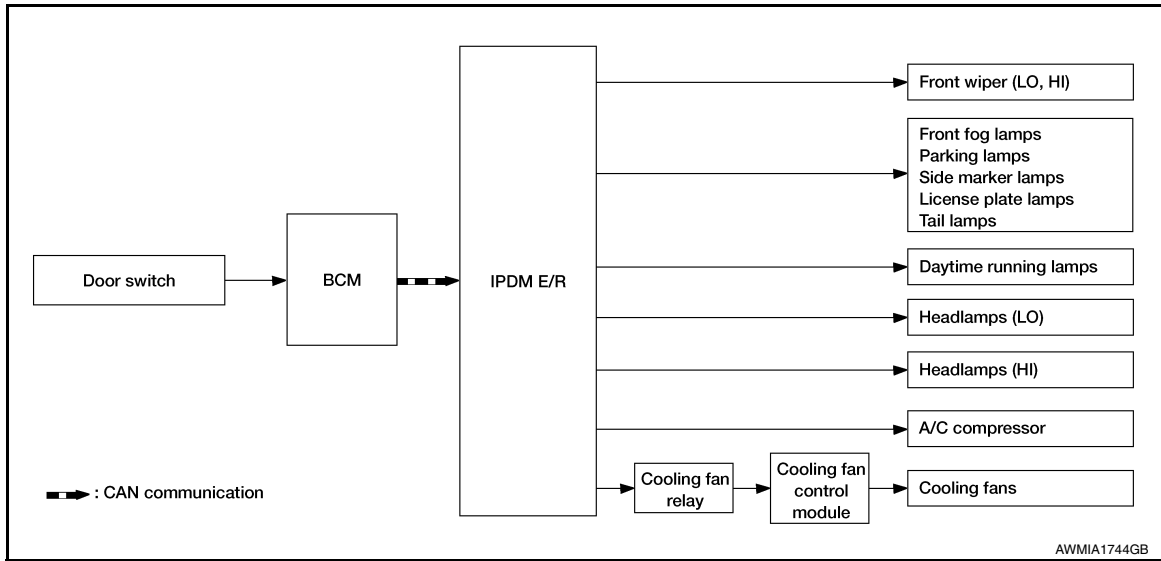 Door switch
BCM
IPDM E/R
Front wiper (LO, HI)
Front fog lamps
Parking lamps
Side marker lamps
License plate lamps
Tail lamps
Daytime running lamps
Headlamps (LO)
Headlamps (HI)
A/C compressor
Cooling fan
relay
Cooling fan
control
module
Cooling fans
: CAN communication
AWMIA1744GB